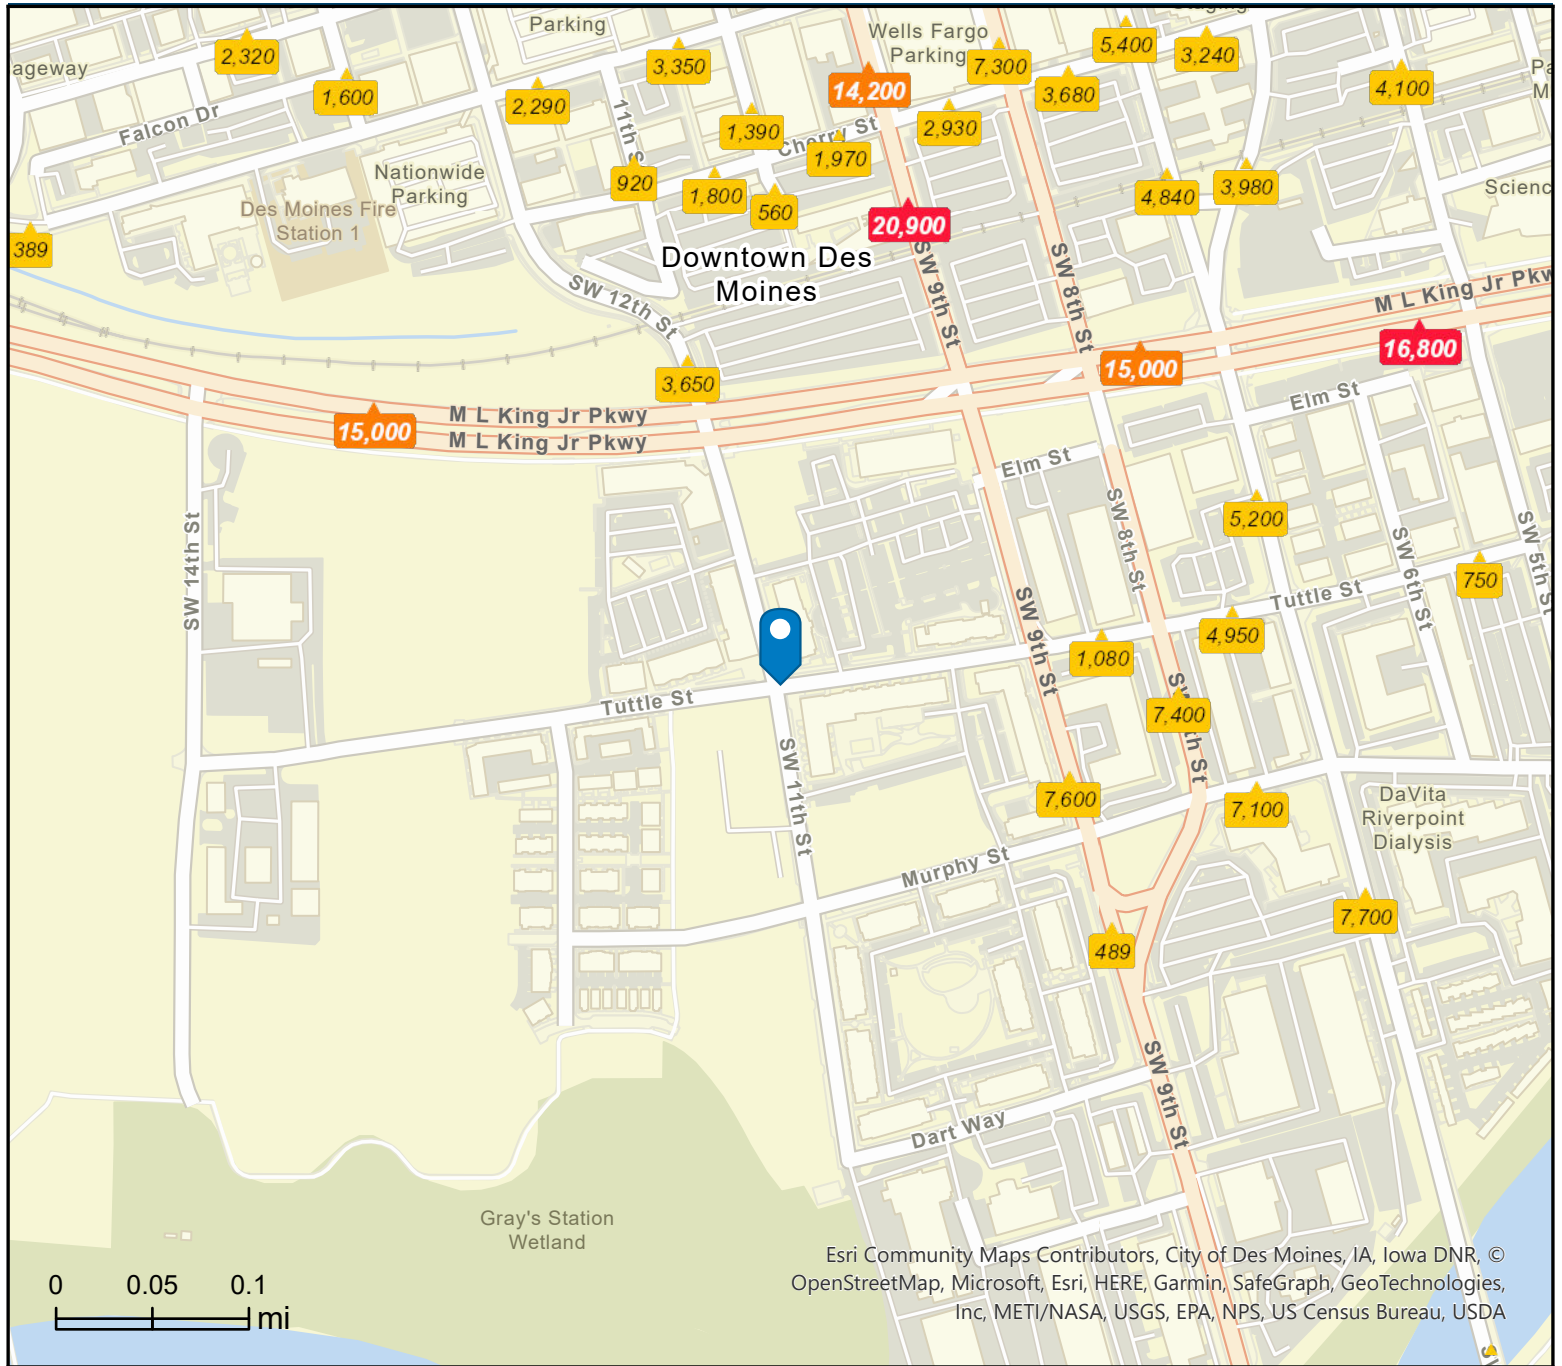 Parking
Wells Fargo
Parking
ageway
2,320
1,600
2,290
3,350
14,200
7,300
5,400
3,240
3,680
4,100
Pa
M
Falcon Dr
11th S
1,390
Cherry St
1,970
2,930
Nationwide
Parking
920
1,800
560
4,840
3,980
Scienc
Des Moines Fire
Station 1
389
20,900
Downtown Des
Moines
SW 12th St
SW 9th St
SW 8th St
M L King Jr Pkw
3,650
15,000
16,800
15,000
M L King Jr Pkwy
M L King Jr Pkwy
Elm St
Elm St
SW 14th St
SW 8th St
5,200
SW 6th St
SW 5th St
750
Tuttle St
SW 9th St
1,080
4,950
Tuttle St
7,400
th St
SW 11th St
7,600
7,100
DaVita
Riverpoint
Dialysis
Murphy St
7,700
489
SW 9th St
Dart Way
Gray's Station
Wetland
0 0.05 0.1
mi
Esri Community Maps Contributors, City of Des Moines, IA, Iowa DNR, ©
OpenStreetMap, Microsoft, Esri, HERE, Garmin, SafeGraph, GeoTechnologies,
Inc, METI/NASA, USGS, EPA, NPS, US Census Bureau, USDA